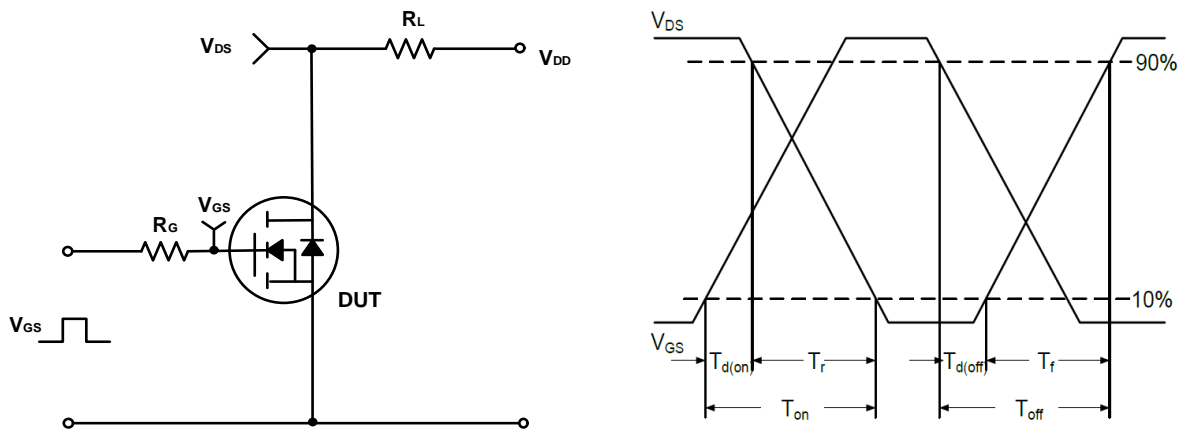 RL
VDS
VDD
VGS
RG
DUT
VGS
VDS
90%
10%
VGS
Td(on)
Tr
Td(off)
Tf
Ton
Toff